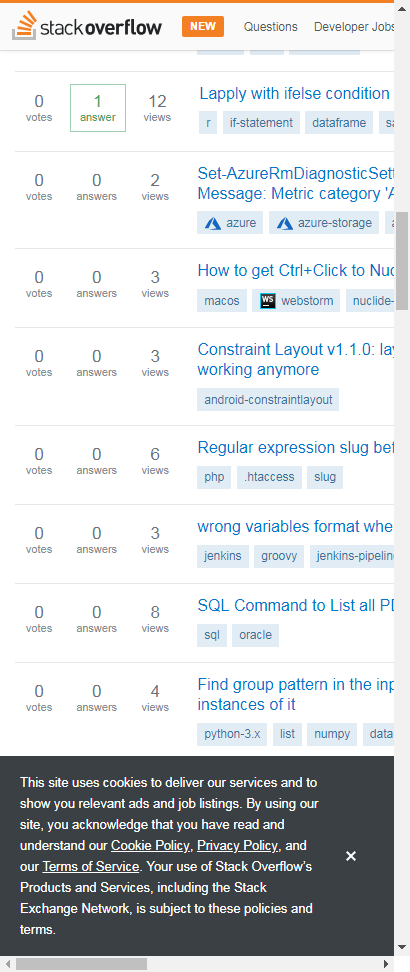 stackoverflow NEW Questions Developer Jobs
0 1 12
votes answer views
Lapply with ifelse condition
r if-statement dataframe
0 0 2
votes answers views
Set-AzureRmDiagnosticSett
Message: Metric category 'A
azure azure-storage
0 0 3
votes answers views
How to get Ctrl+Click to Nuc
macos WS webstorm nuclide-
0 0 3
votes answers views
Constraint Layout v1.1.0: lay
working anymore
android-constraintlayout
0 0 6
votes answers views
Regular expression slug bef
php .htaccess slug
0 0 3
votes answers views
wrong variables format whe
jenkins groovy jenkins-pipelin
0 0 8
votes answers views
SQL Command to List all PD
sql oracle
0 0 4
votes answers views
Find group pattern in the inp
instances of it
python-3.x list numpy data
This site uses cookies to deliver our services and to
show you relevant ads and job listings. By using our
site, you acknowledge that you have read and
understand our Cookie Policy, Privacy Policy, and
our Terms of Service. Your use of Stack Overflow's
Products and Services, including the Stack
Exchange Network, is subject to these policies and
terms.